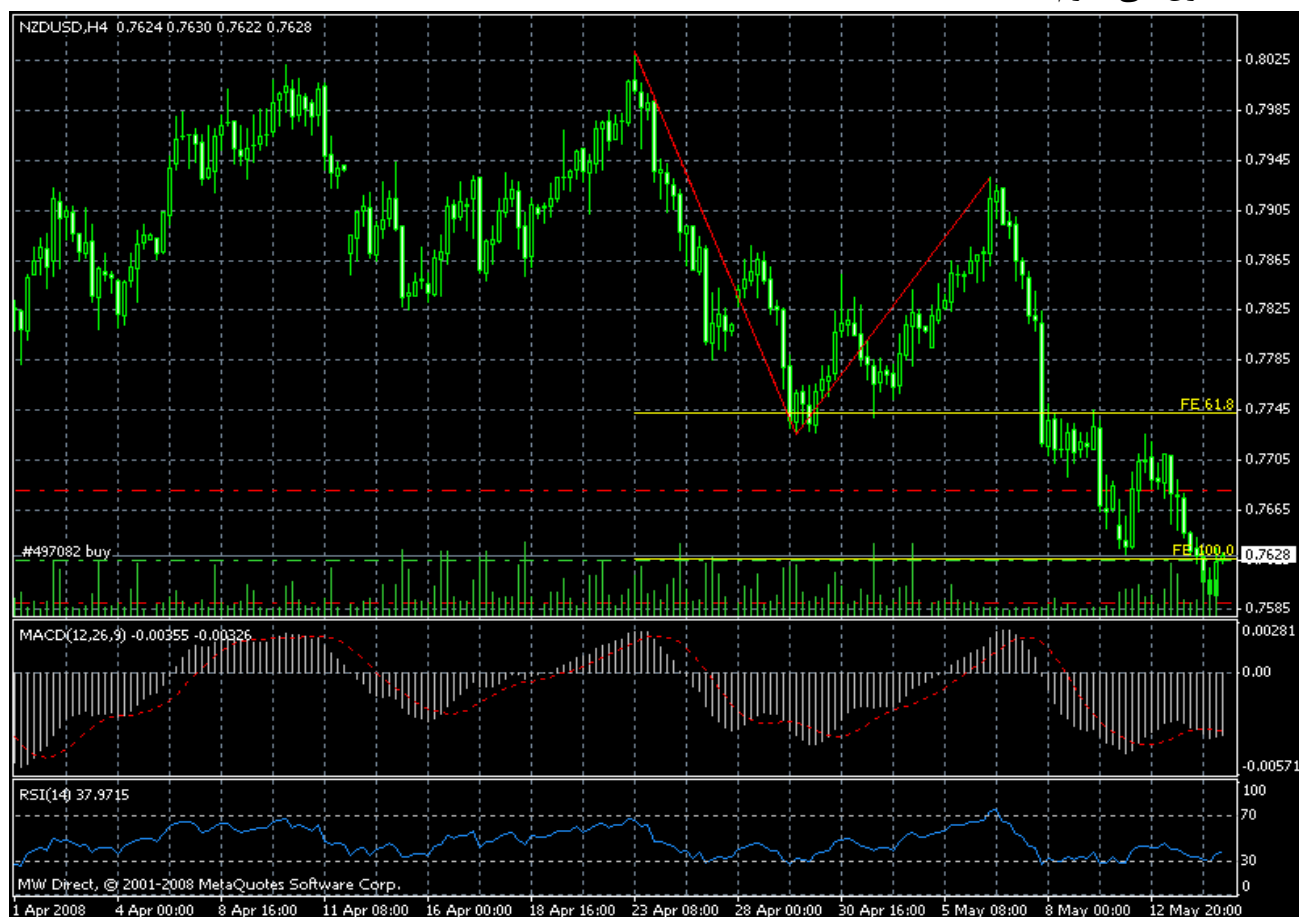 NZDUSD,H4 0.7624 0.7630 0.7622 0.7628
0.8025
0.7985
0.7945
0.7905
0.7865
0.7825
0.7785
FE 61.8
0.7745
0.7705
0.7665
#497082 buy
FE 100.0
0.7628
0.7585
MACD(12,26,9) -0.00355 -0.00326
0.00281
0.00
-0.00571
RSI(14) 37.9715
100
70
30
0
MW Direct, © 2001-2008 MetaQuotes Software Corp.
1 Apr 2008 4 Apr 00:00 8 Apr 16:00 11 Apr 08:00 16 Apr 00:00 18 Apr 16:00 23 Apr 08:00 28 Apr 00:00 30 Apr 16:00 5 May 08:00 8 May 00:00 12 May 20:00